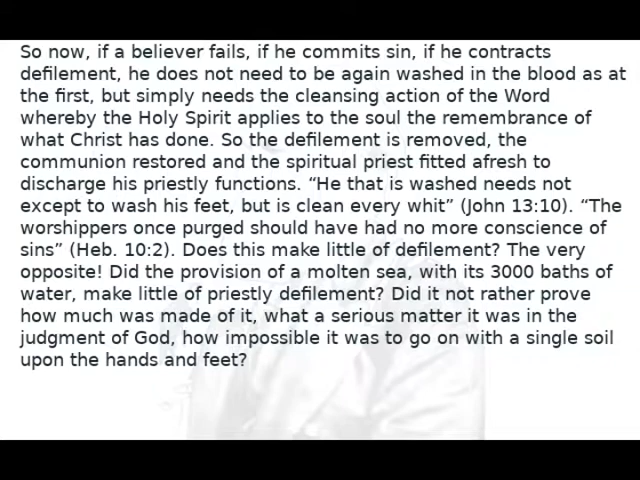 So now, if a believer fails, if he commits sin, if he contracts
defilement, he does not need to be again washed in the blood as at
the first, but simply needs the cleansing action of the Word
whereby the Holy Spirit applies to the soul the remembrance of
what Christ has done. So the defilement is removed, the
communion restored and the spiritual priest fitted afresh to
discharge his priestly functions. “He that is washed needs not
except to wash his feet, but is clean every whit” (John 13:10). “The
worshippers once purged should have had no more conscience of
sins” (Heb. 10:2). Does this make little of defilement? The very
opposite! Did the provision of a molten sea, with its 3000 baths of
water, make little of priestly defilement? Did it not rather prove
how much was made of it, what a serious matter it was in the
judgment of God, how impossible it was to go on with a single soil
upon the hands and feet?